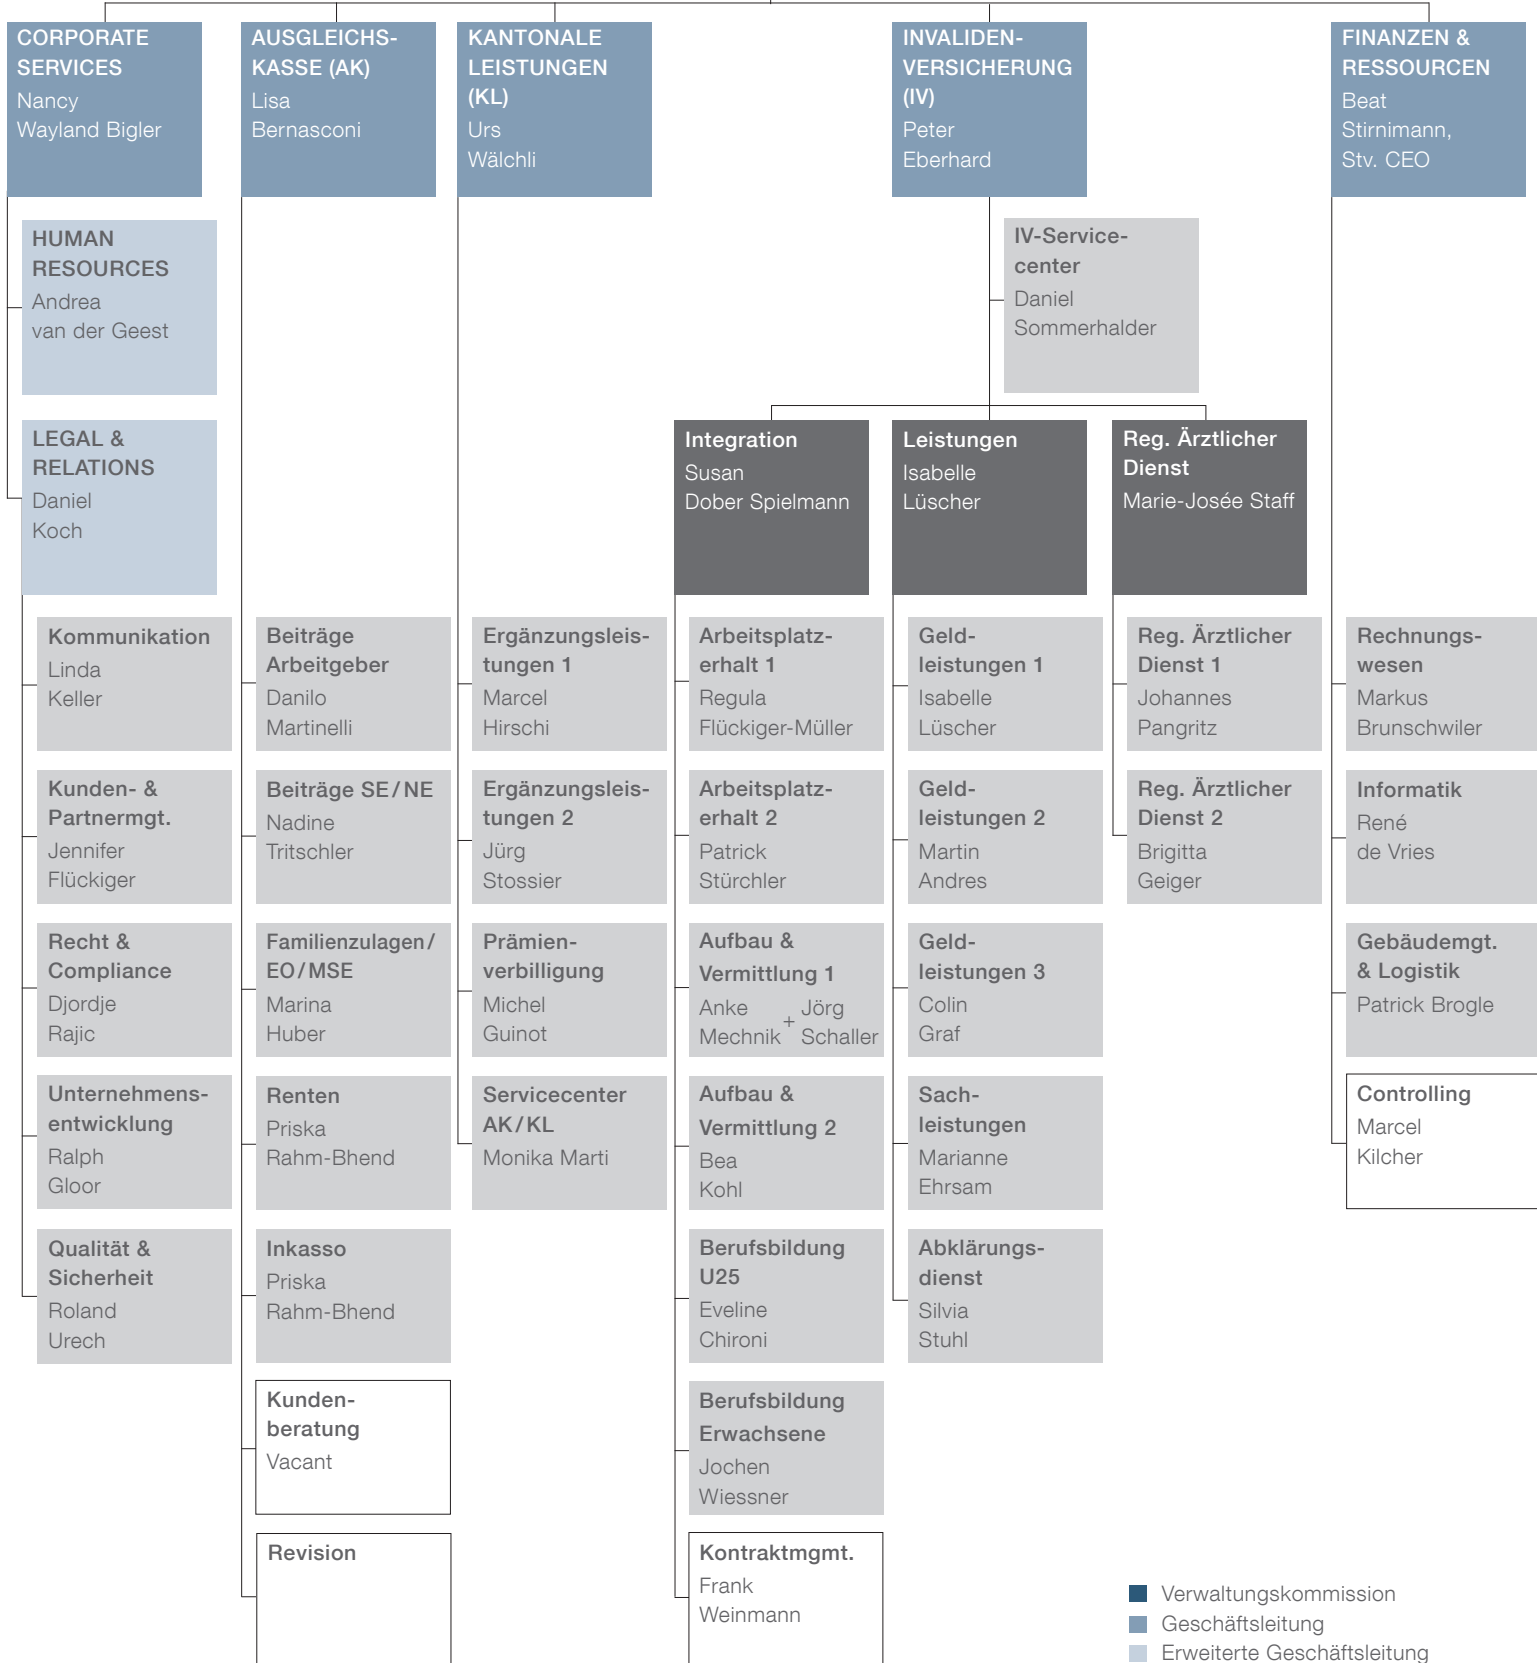 CORPORATE
SERVICES
Nancy
Wayland Bigler
AUSGLEICHS-
KASSE (AK)
Lisa
Bernasconi
KANTONALE
LEISTUNGEN
(KL)
Urs
Wälchli
INVALIDEN-
VERSICHERUNG
(IV)
Peter
Eberhard
FINANZEN &
RESSOURCEN
Beat
Stirnimann,
Stv. CEO
HUMAN
RESOURCES
Andrea
van der Geest
IV-Service-
center
Daniel
Sommerhalder
LEGAL &
RELATIONS
Daniel
Koch
Integration
Susan
Dober Spielmann
Leistungen
Isabelle
Lüscher
Reg. Ärztlicher
Dienst
Marie-Josée Staff
Kommunikation
Linda
Keller
Beiträge
Arbeitgeber
Danilo
Martinelli
Ergänzungsleis-
tungen 1
Marcel
Hirschi
Arbeitsplatz-
erhalt 1
Regula
Flückiger-Müller
Geld-
leistungen 1
Isabelle
Lüscher
Reg. Ärztlicher
Dienst 1
Johannes
Pangritz
Rechnungs-
wesen
Markus
Brunschwiler
Kunden- &
Partnermgt.
Jennifer
Flückiger
Beiträge SE/NE
Nadine
Tritschler
Ergänzungsleis-
tungen 2
Jürg
Stossier
Arbeitsplatz-
erhalt 2
Patrick
Stürchler
Geld-
leistungen 2
Martin
Andres
Reg. Ärztlicher
Dienst 2
Brigitta
Geiger
Informatik
René
de Vries
Recht &
Compliance
Djordje
Rajic
Familienzulagen/
EO/MSE
Marina
Huber
Prämien-
verbilligung
Michel
Guinot
Aufbau &
Vermittlung 1
Anke
Mechnik
+
Jörg
Schaller
Geld-
leistungen 3
Colin
Graf
Gebäudemgt.
& Logistik
Patrick Brogle
Unternehmens-
entwicklung
Ralph
Gloor
Renten
Priska
Rahm-Bhend
Servicecenter
AK/KL
Monika Marti
Aufbau &
Vermittlung 2
Bea
Kohl
Sach-
leistungen
Marianne
Ehrsam
Controlling
Marcel
Kilcher
Qualität &
Sicherheit
Roland
Urech
Inkasso
Priska
Rahm-Bhend
Berufsbildung
U25
Eveline
Chironi
Abklärungs-
dienst
Silvia
Stuhl
Kunden-
beratung
Vacant
Berufsbildung
Erwachsene
Jochen
Wiessner
Revision
Kontraktmgmt.
Frank
Weinmann
Verwaltungskommission
Geschäftsleitung
Erweiterte Geschäftsleitung